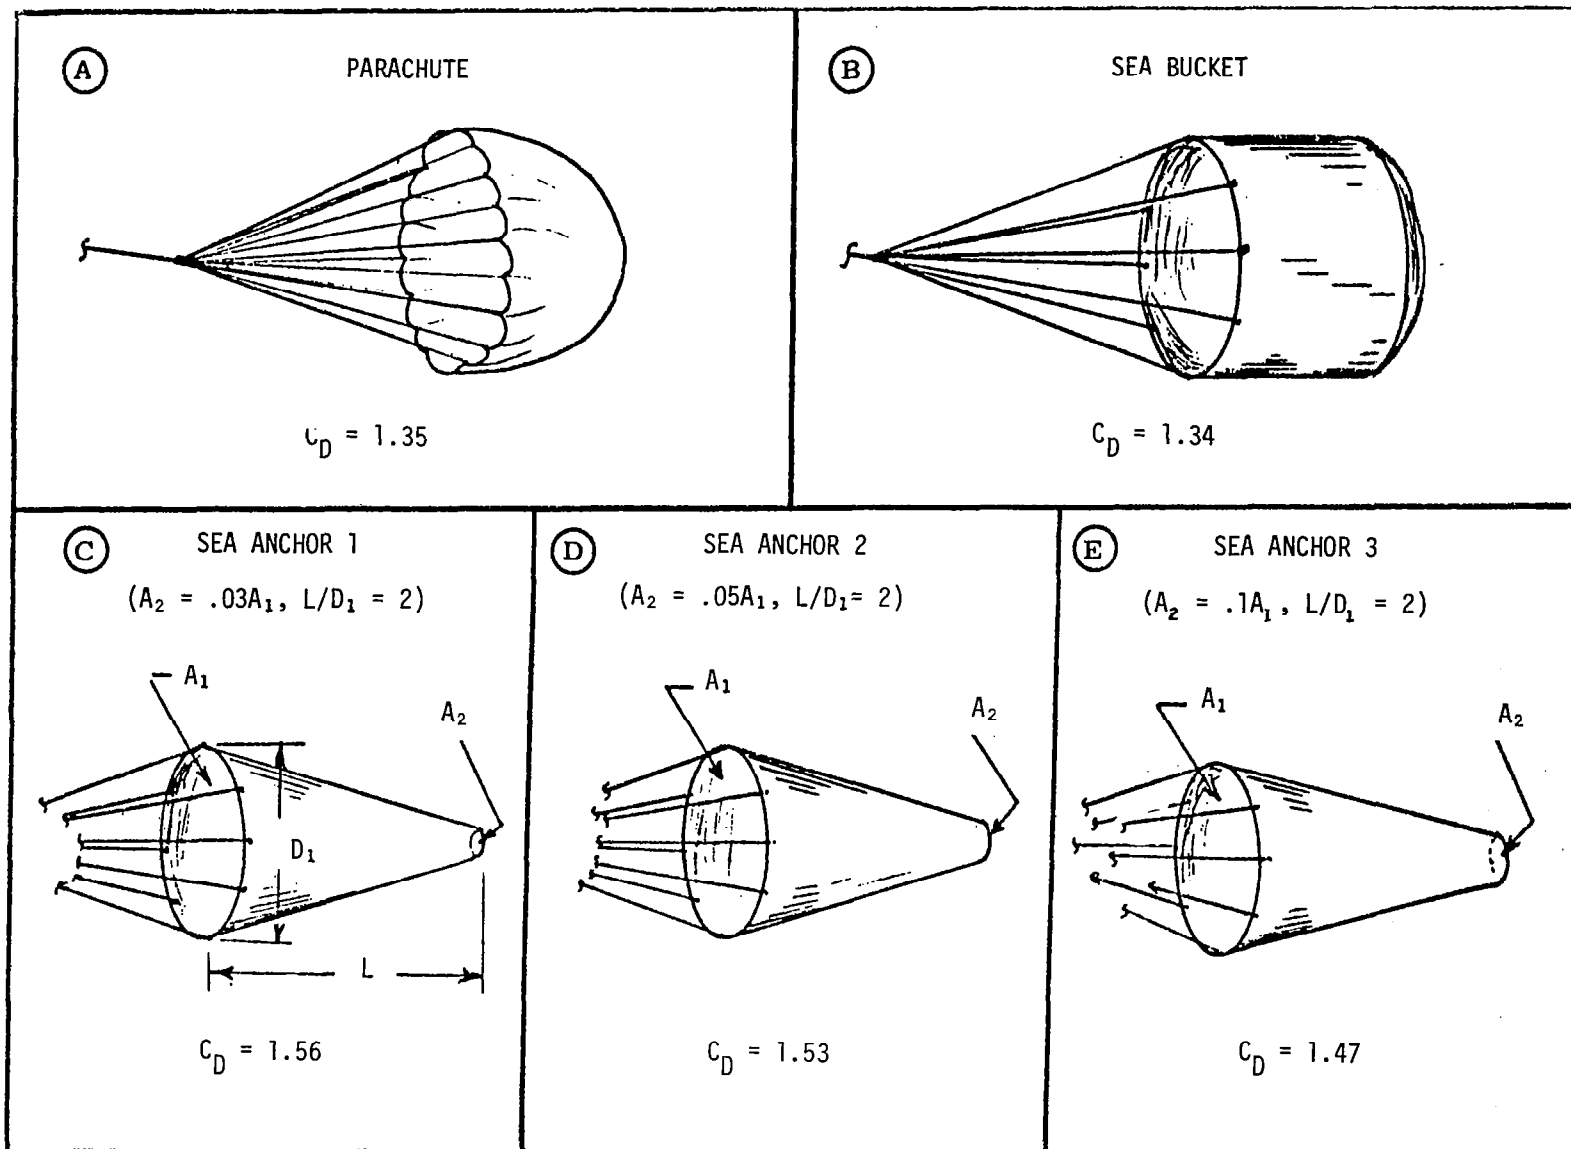 A
PARACHUTE
C_D = 1.35
B
SEA BUCKET
C_D = 1.34
C
SEA ANCHOR 1
(A₂ = .03A₁, L/D₁ = 2)
A₁
A₂
D₁
L
C_D = 1.56
D
SEA ANCHOR 2
(A₂ = .05A₁, L/D₁= 2)
A₁
A₂
C_D = 1.53
E
SEA ANCHOR 3
(A₂ = .1A₁, L/D₁ = 2)
A₁
A₂
C_D = 1.47